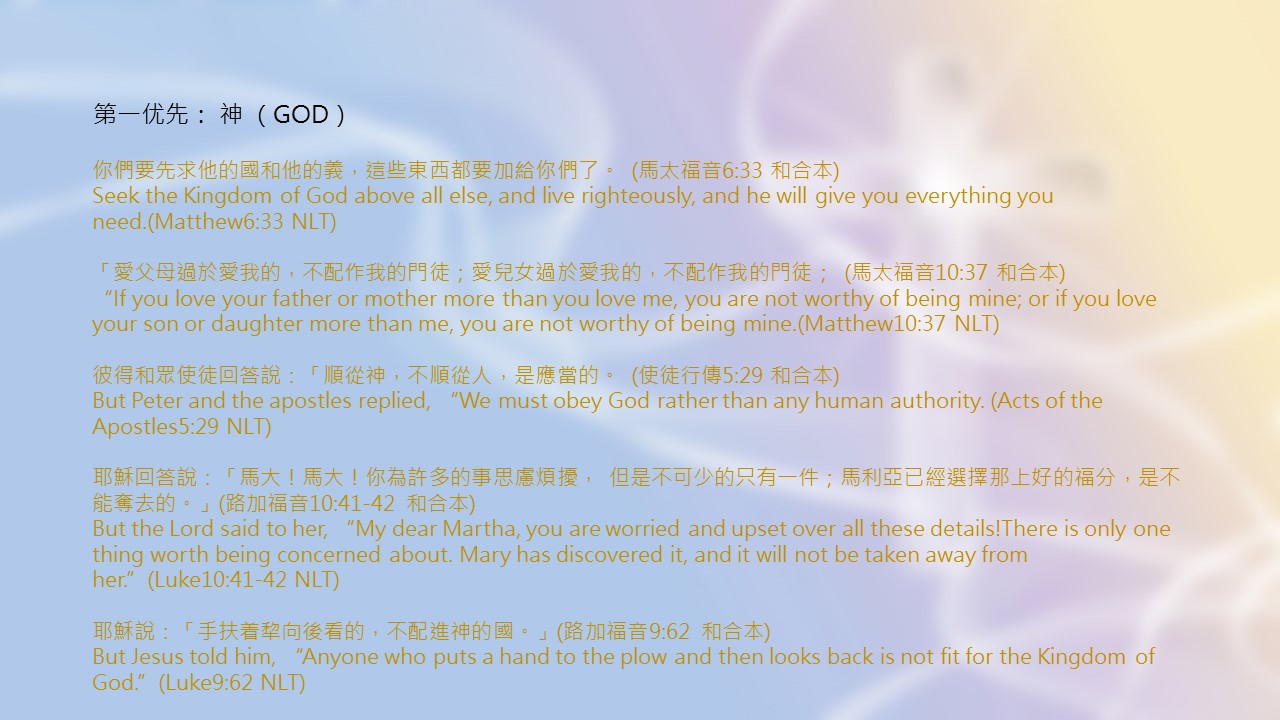 第一优先： 神 （GOD）
你們要先求他的國和他的義，這些東西都要加給你們了。 (馬太福音6:33 和合本)
Seek the Kingdom of God above all else, and live righteously, and he will give you everything you
need.(Matthew6:33 NLT)
「愛父母過於愛我的，不配作我的門徒；愛兒女過於愛我的，不配作我的門徒； (馬太福音10:37 和合本)
“If you love your father or mother more than you love me, you are not worthy of being mine; or if you love
your son or daughter more than me, you are not worthy of being mine.(Matthew10:37 NLT)
彼得和眾使徒回答說：「順從神，不順從人，是應當的。 (使徒行傳5:29 和合本)
But Peter and the apostles replied, “We must obey God rather than any human authority. (Acts of the
Apostles5:29 NLT)
耶穌回答說：「馬大！馬大！你為許多的事思慮煩擾， 但是不可少的只有一件；馬利亞已經選擇那上好的福分，是不
能奪去的。」(路加福音10:41-42 和合本)
But the Lord said to her, “My dear Martha, you are worried and upset over all these details!There is only one
thing worth being concerned about. Mary has discovered it, and it will not be taken away from
her.” (Luke10:41-42 NLT)
耶穌說：「手扶着犂向後看的，不配進神的國。」(路加福音9:62 和合本)
But Jesus told him, “Anyone who puts a hand to the plow and then looks back is not fit for the Kingdom of
God.” (Luke9:62 NLT)